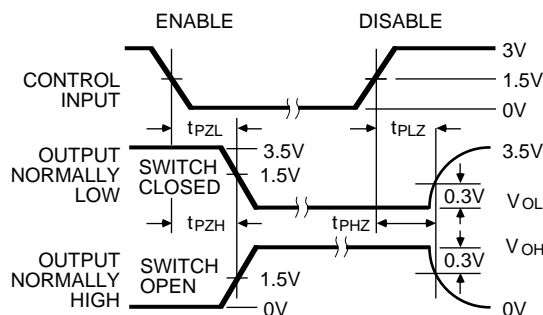 ENABLE DISABLE
3V
CONTROL INPUT 1.5V
0V
tPZL tPLZ
OUTPUT NORMALLY LOW
SWITCH CLOSED
3.5V 3.5V
1.5V
0.3V VOL
tPZH tPHZ
VOH
OUTPUT NORMALLY HIGH
SWITCH OPEN
0.3V
1.5V
0V 0V